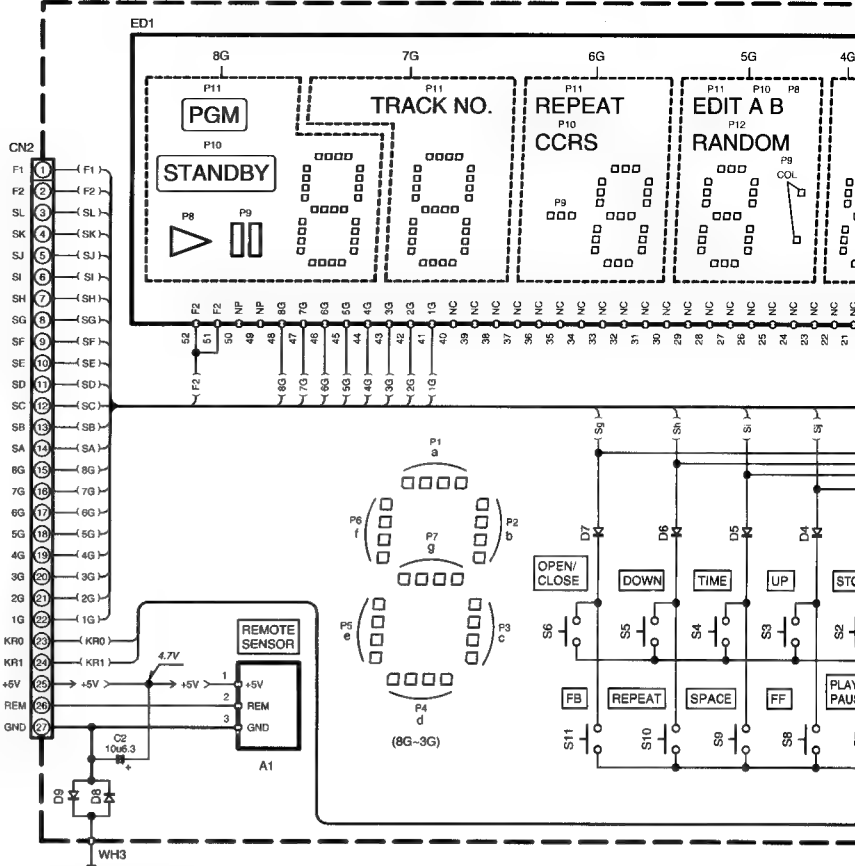 ED1
8G 7G 6G 5G 4G
P11 P11 P11 P11 P10 P8
PGM TRACK NO. REPEAT EDIT A B
P10 P10 P12
STANDBY CCRS RANDOM
P9
COL
P8 P9 P9
CN2
F1 1 F1
F2 2 F2
SL 3 SL
SK 4 SK
SJ 5 SJ
SI 6 SI
SH 7 SH
SG 8 SG
SF 9 SF
SE 10 SE
SD 11 SD
SC 12 SC
SB 13 SB
SA 14 SA
8G 15 8G
7G 16 7G
6G 17 6G
5G 18 5G
4G 19 4G
3G 20 3G
2G 21 2G
1G 22 1G
KR0 23 KR0
KR1 24 KR1
+5V 25 +5V +5V
REM 26
GND 27
F2 F2 NP NP 8G 7G 6G 5G 4G 3G 2G 1G NC NC NC NC NC NC NC NC NC NC NC NC NC NC NC NC NC NC NC NC
52 51 50 49 48 47 46 45 44 43 42 41 40 39 38 37 36 35 34 33 32 31 30 29 28 27 26 25 24 23 22 21
F2 8G 7G 6G 5G 4G 3G 2G 1G
Sg Sh Si Sj
P1
a
P6
f
P2
b
P7
g
P5
e
P3
c
P4
d
(8G~3G)
D7 D6 D5 D4
OPEN/
CLOSE
DOWN TIME UP
S6 S5 S4 S3 S2
FB REPEAT SPACE FF
S11 S10 S9 S8
4.7V
REMOTE
SENSOR
1 +5V
2 REM
3 GND
A1
C2
10u6.3
+
D9 D8
WH3